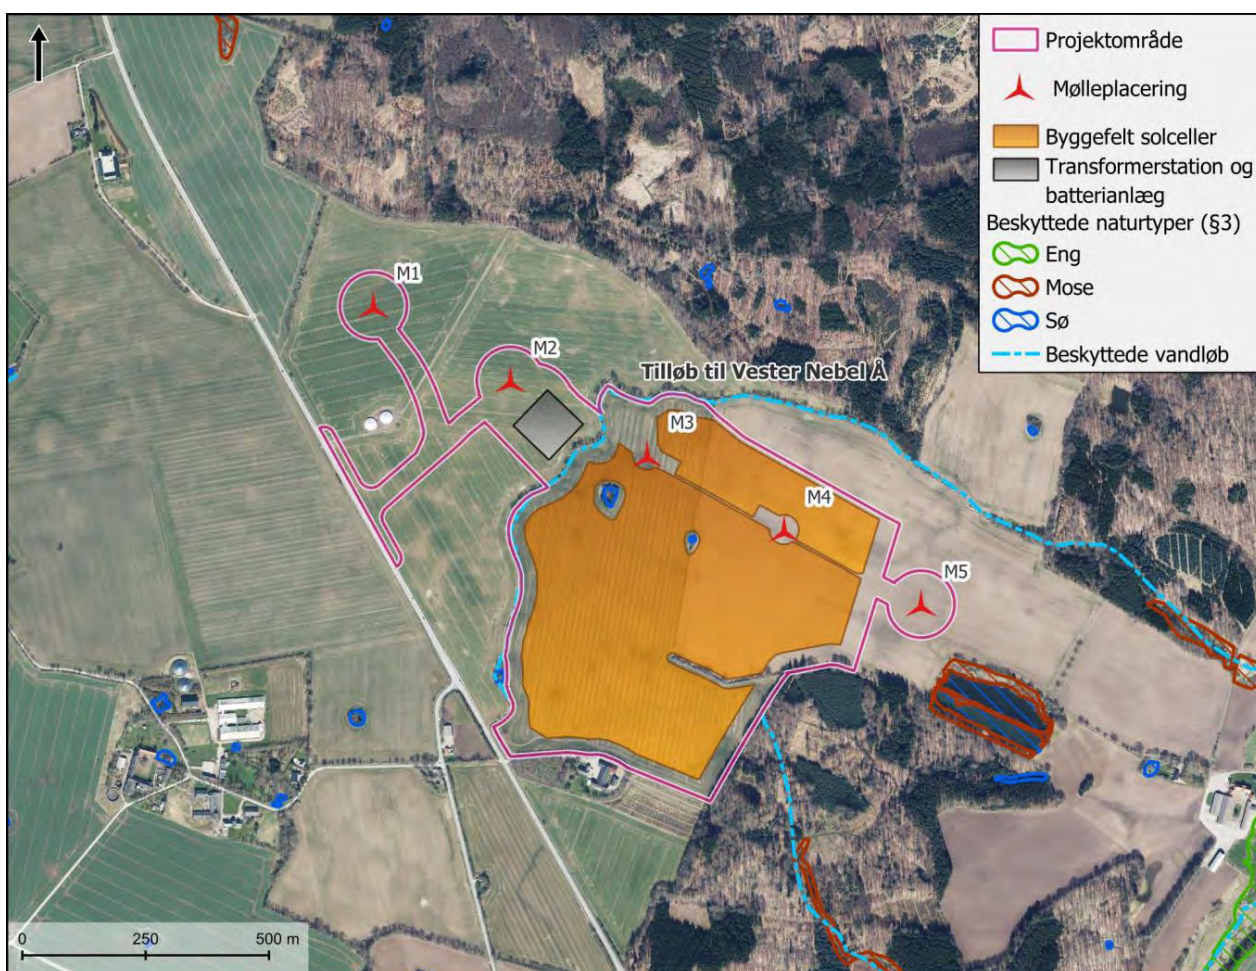 Projektområde
Mølleplacering
Byggefelt solceller
Transformerstation og
batterianlæg
Beskyttede naturtyper (§3)
Eng
Mose
Sø
Beskyttede vandløb
M1
M2
Tilløb til Vester Nebel Å
M3
M4
M5
0 250 500 m